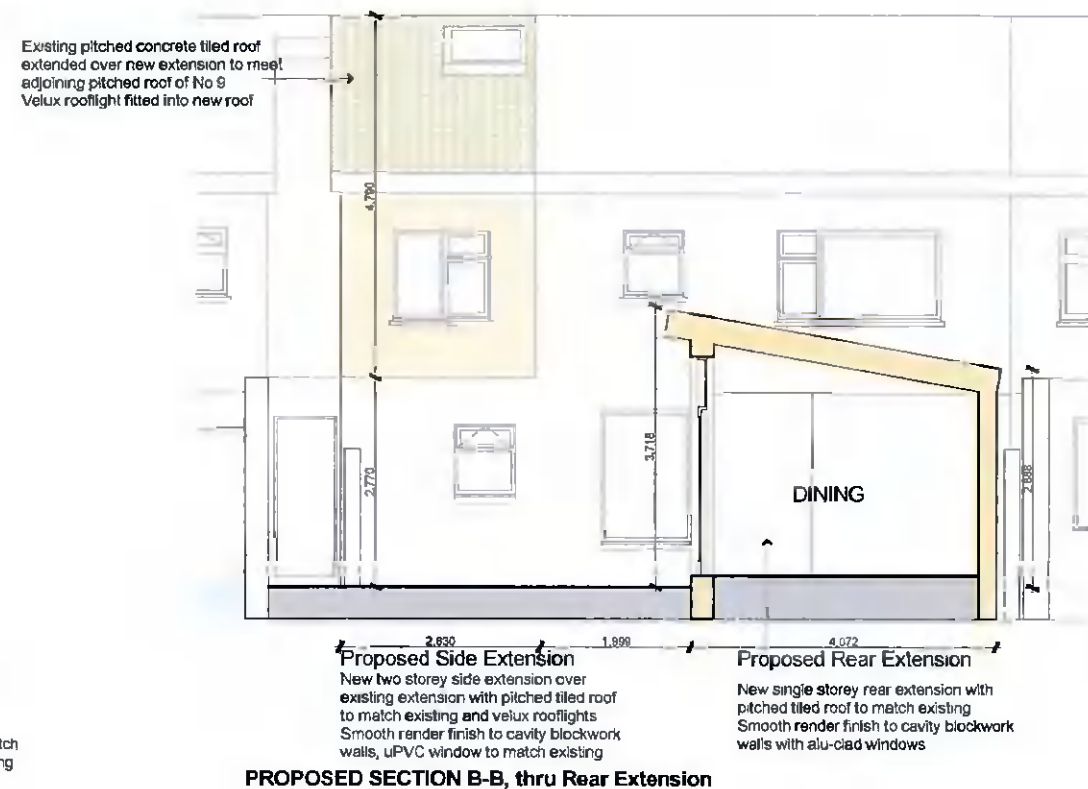 Existing pitched concrete tiled roof
extended over new extension to meet
adjoining pitched roof of No 9
Velux rooflight fitted into new roof
4,790
2,770
3,718
2,888
DINING
2,830
1,999
4,072
Proposed Side Extension
New two storey side extension over
existing extension with pitched tiled roof
to match existing and velux rooflights
Smooth render finish to cavity blockwork
walls, uPVC window to match existing
Proposed Rear Extension
New single storey rear extension with
pitched tiled roof to match existing
Smooth render finish to cavity blockwork
walls with alu-clad windows
tch
ng
PROPOSED SECTION B-B, thru Rear Extension